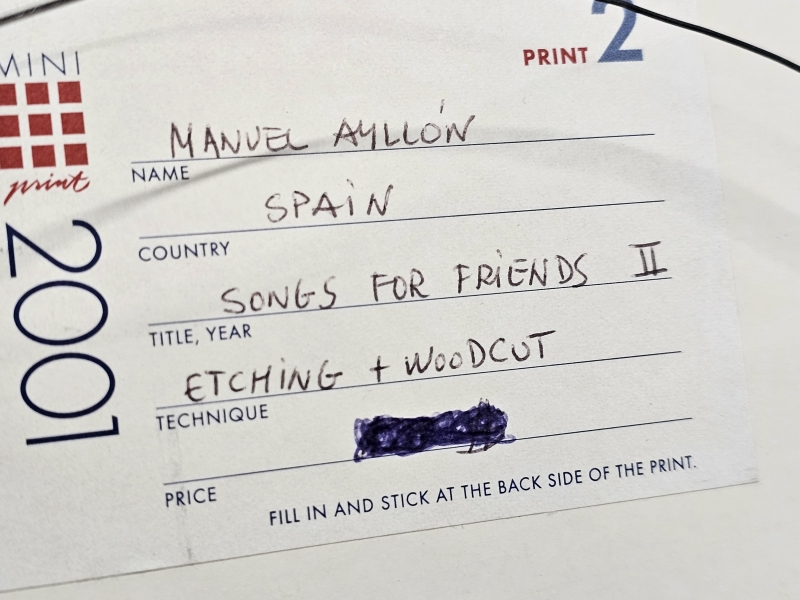 MINI
print
2001
PRINT 2
MANUEL AYLLÓN
NAME
SPAIN
COUNTRY
SONGS FOR FRIENDS II
TITLE, YEAR
ETCHING + WOODCUT
TECHNIQUE
PRICE
FILL IN AND STICK AT THE BACK SIDE OF THE PRINT.